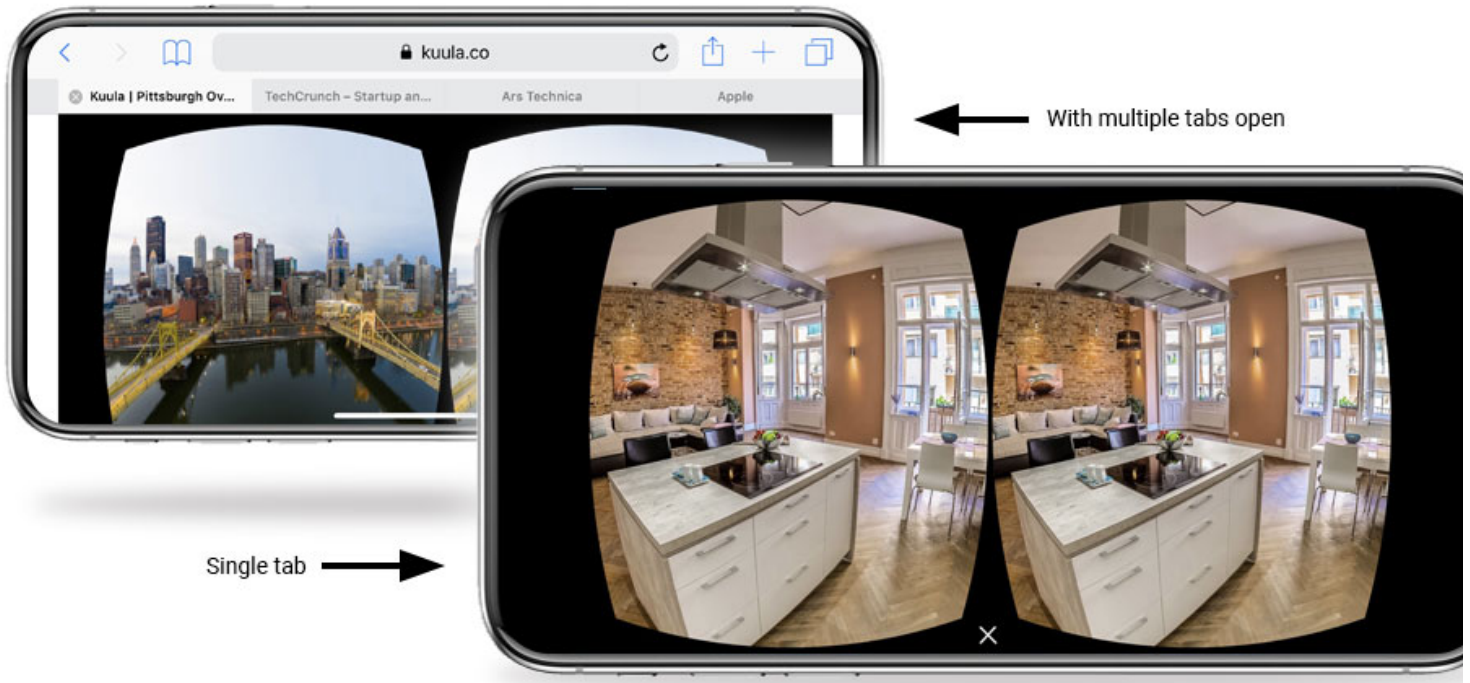 kuula.co
Kuula | Pittsburgh Ov...
TechCrunch – Startup an...
Ars Technica
Apple
With multiple tabs open
Single tab